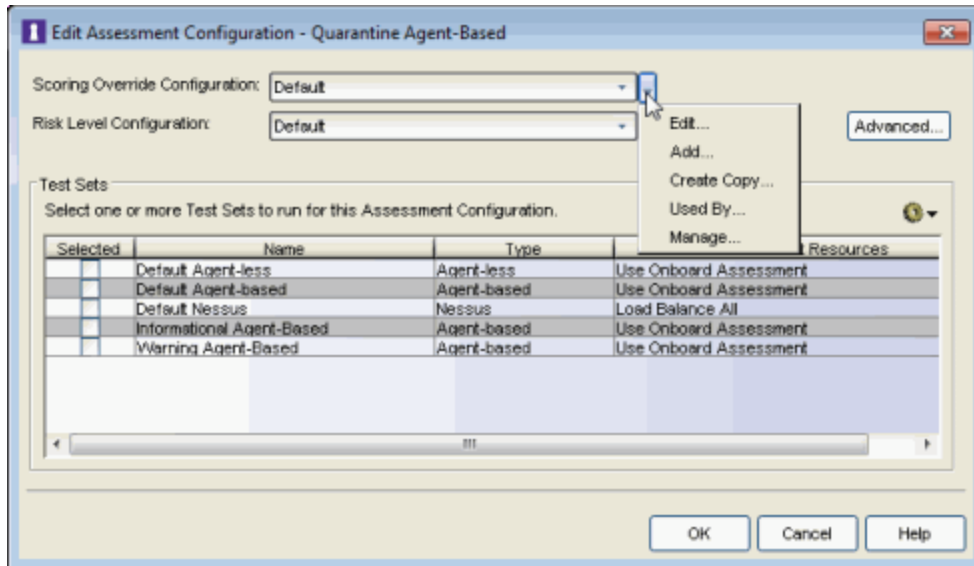 Edit Assessment Configuration - Quarantine Agent-Based
Scoring Override Configuration: Default
Risk Level Configuration: Default
Advanced...
Edit...
Add...
Create Copy...
Used By...
Manage...
Test Sets
Select one or more Test Sets to run for this Assessment Configuration.
Selected Name Type Resources
Default Agent-less Agent-less Use Onboard Assessment
Default Agent-based Agent-based Use Onboard Assessment
Default Nessus Nessus Load Balance All
Informational Agent-Based Agent-based Use Onboard Assessment
Warning Agent-Based Agent-based Use Onboard Assessment
OK Cancel Help